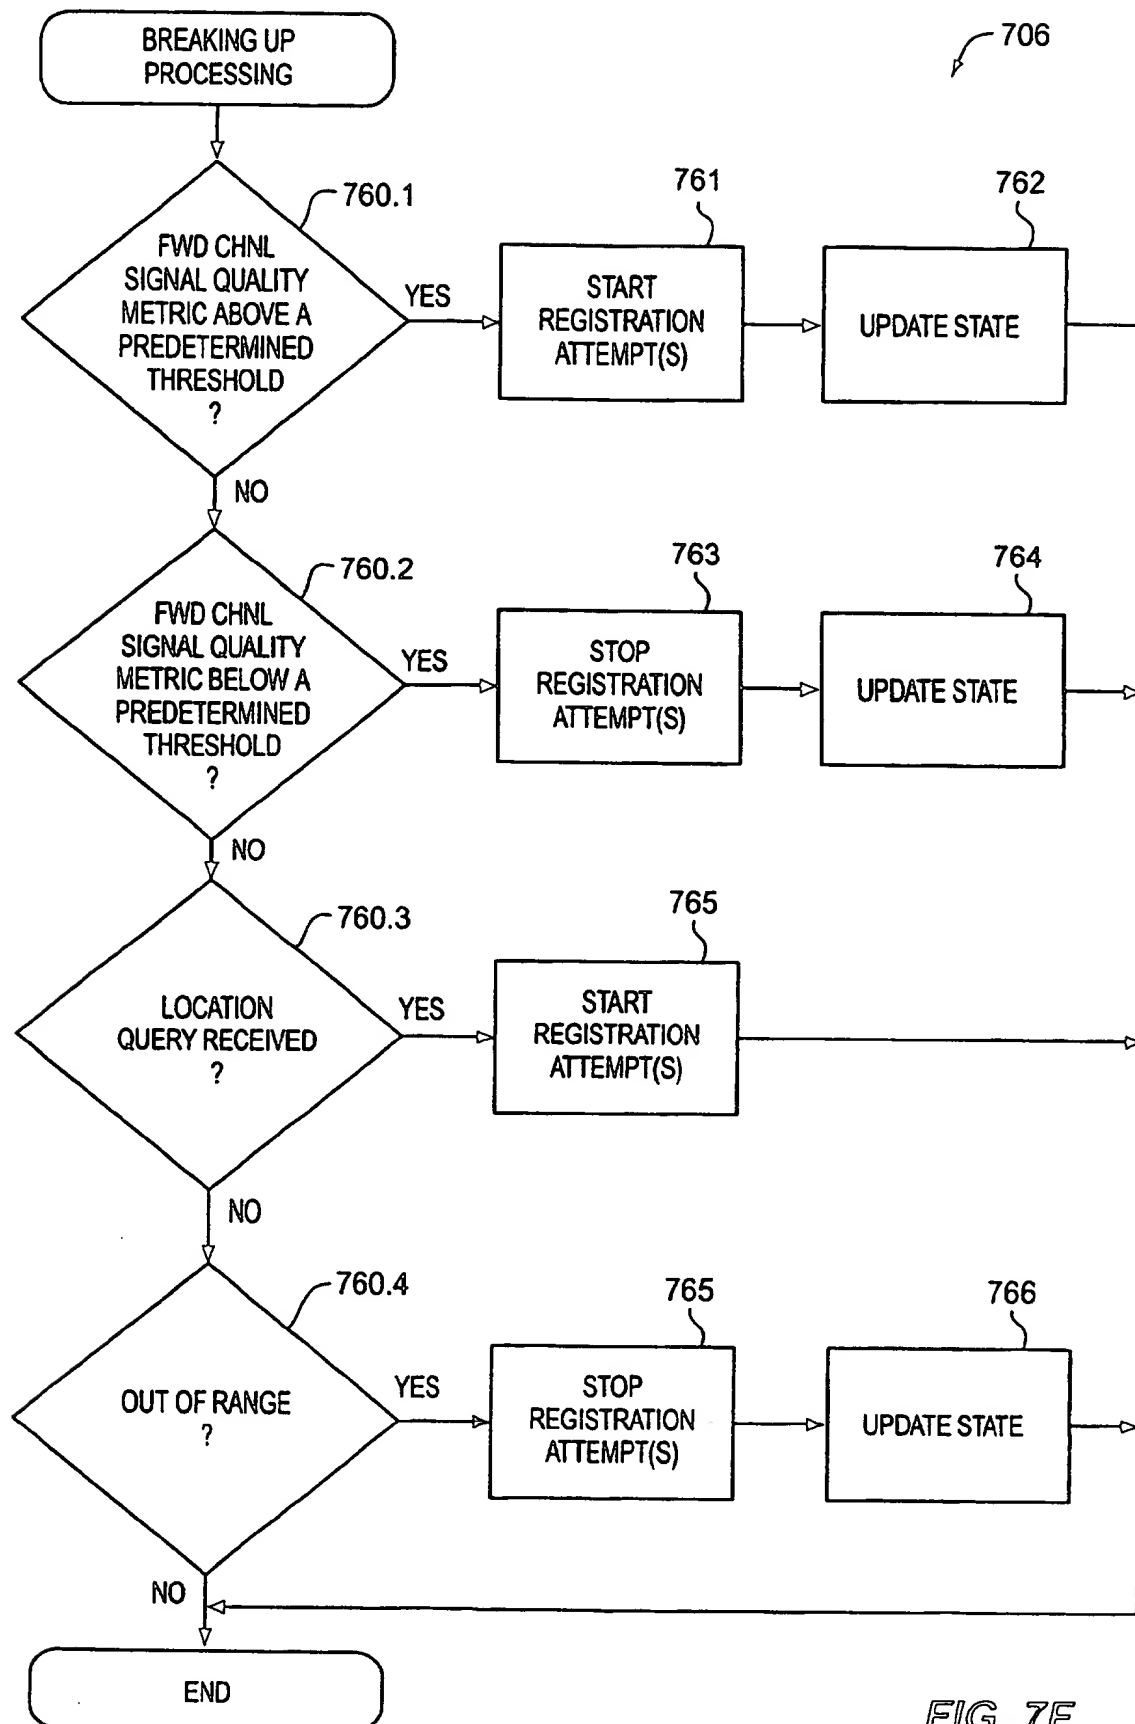 BREAKING UP
PROCESSING
706
760.1
FWD CHNL
SIGNAL QUALITY
METRIC ABOVE A
PREDETERMINED
THRESHOLD
?
YES
761
START
REGISTRATION
ATTEMPT(S)
762
UPDATE STATE
NO
760.2
FWD CHNL
SIGNAL QUALITY
METRIC BELOW A
PREDETERMINED
THRESHOLD
?
YES
763
STOP
REGISTRATION
ATTEMPT(S)
764
UPDATE STATE
NO
760.3
LOCATION
QUERY RECEIVED
?
YES
765
START
REGISTRATION
ATTEMPT(S)
NO
760.4
OUT OF RANGE
?
YES
765
STOP
REGISTRATION
ATTEMPT(S)
766
UPDATE STATE
NO
END